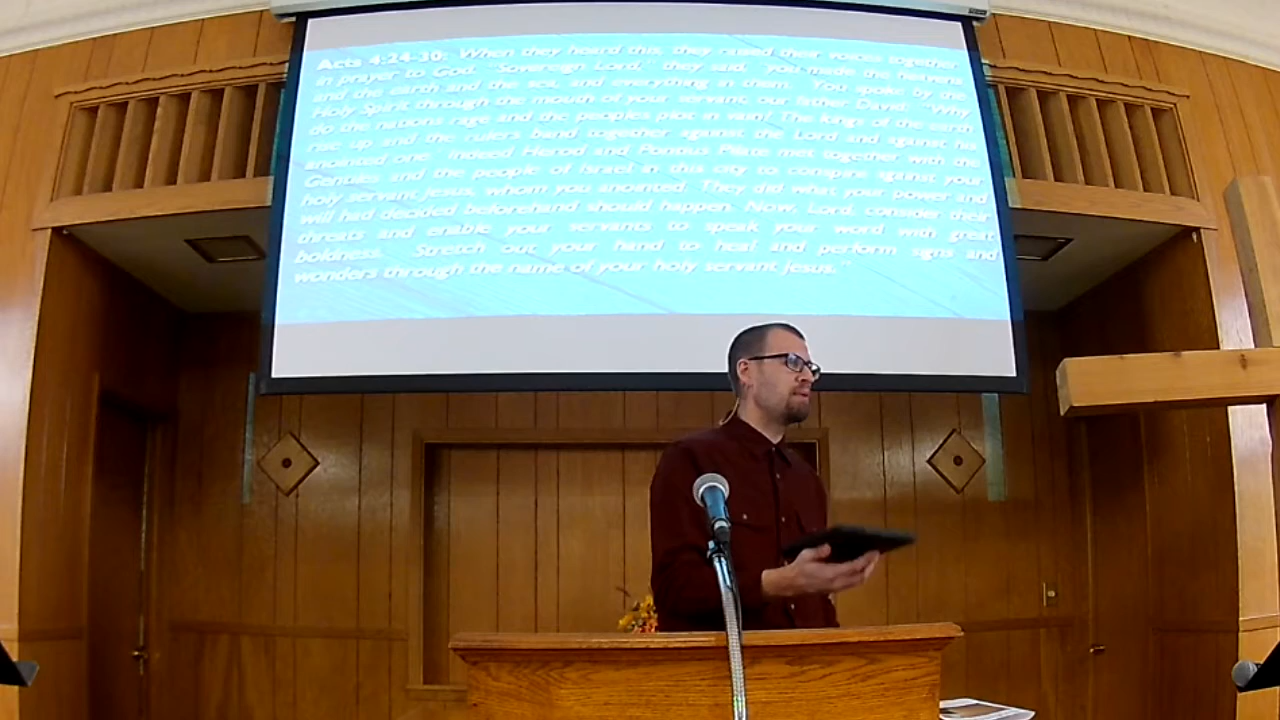 Acts 4:24-30: When they heard this, they raised their voices together
in prayer to God. "Sovereign Lord," they said, "you made the heavens
and the earth and the sea, and everything in them. You spoke by the
Holy Spirit through the mouth of your servant, our father David: "Why
do the nations rage and the peoples plot in vain? The kings of the earth
rise up and the rulers band together against the Lord and against his
anointed one. Indeed Herod and Pontius Pilate met together with the
Gentiles and the people of Israel in this city to conspire against your
holy servant Jesus, whom you anointed. They did what your power and
will had decided beforehand should happen. Now, Lord, consider their
threats and enable your servants to speak your word with great
boldness. Stretch out your hand to heal and perform signs and
wonders through the name of your holy servant Jesus."